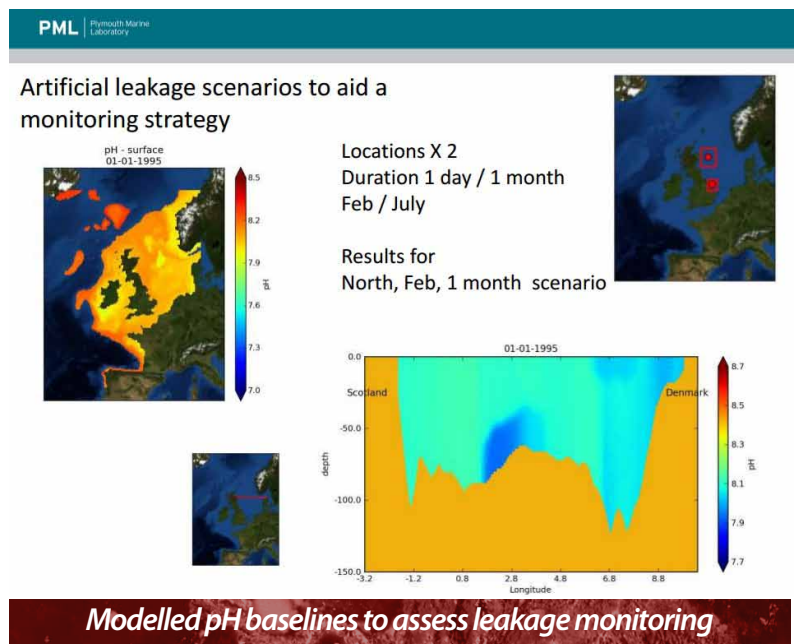 PML | Plymouth Marine
Laboratory
Artificial leakage scenarios to aid a
monitoring strategy
pH - surface
01-01-1995
8.5
8.2
7.9
7.6
7.3
7.0
pH
Locations X 2
Duration 1 day / 1 month
Feb / July
Results for
North, Feb, 1 month scenario
01-01-1995
Scotland
Denmark
0.0
-50.0
-100.0
-150.0
depth
-3.2 -1.2 0.8 2.8 4.8 6.8 8.8
Longitude
8.7
8.5
8.3
8.1
7.9
7.7
pH
Modelled pH baselines to assess leakage monitoring